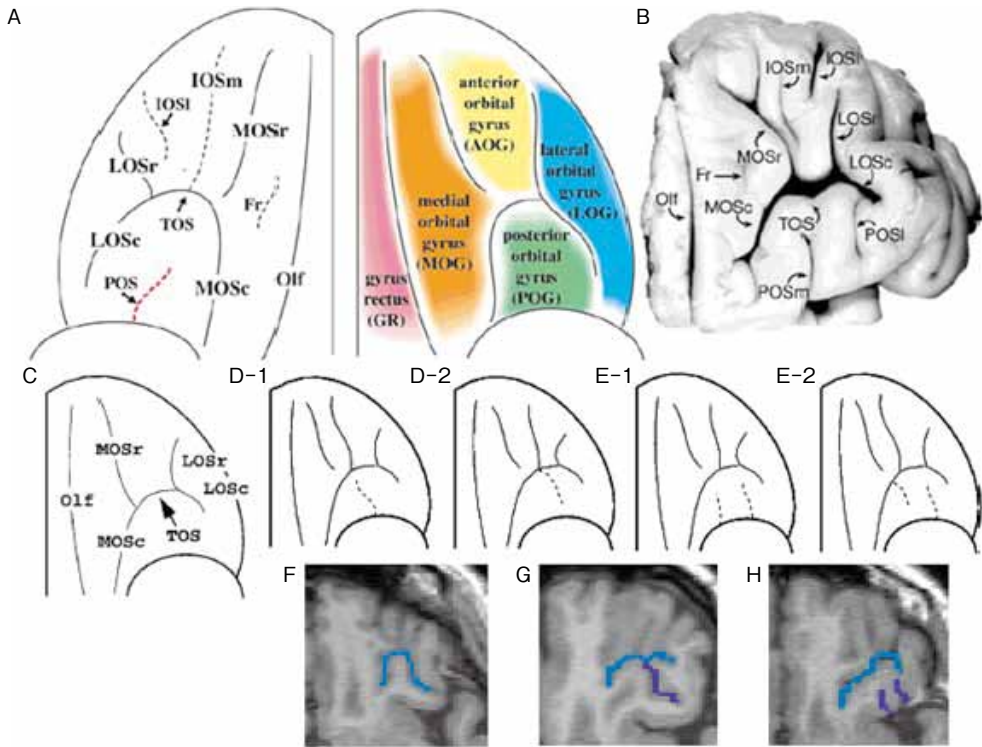 A
IOSm
IOSl
MOSr
LOSr
Fr
TOS
LOSc
POS
MOSc
Olf
anterior
orbital
gyrus
(AOG)
lateral
orbital
gyrus
(LOG)
medial
orbital
gyrus
(MOG)
posterior
orbital
gyrus
(POG)
gyrus
rectus
(GR)
B
IOSm
IOSl
LOSr
MOSr
LOSc
Fr
Olf
MOSc
TOS
POSl
POSm
C
MOSr
LOSr
LOSc
Olf
MOSc
TOS
D-1
D-2
E-1
E-2
F
G
H